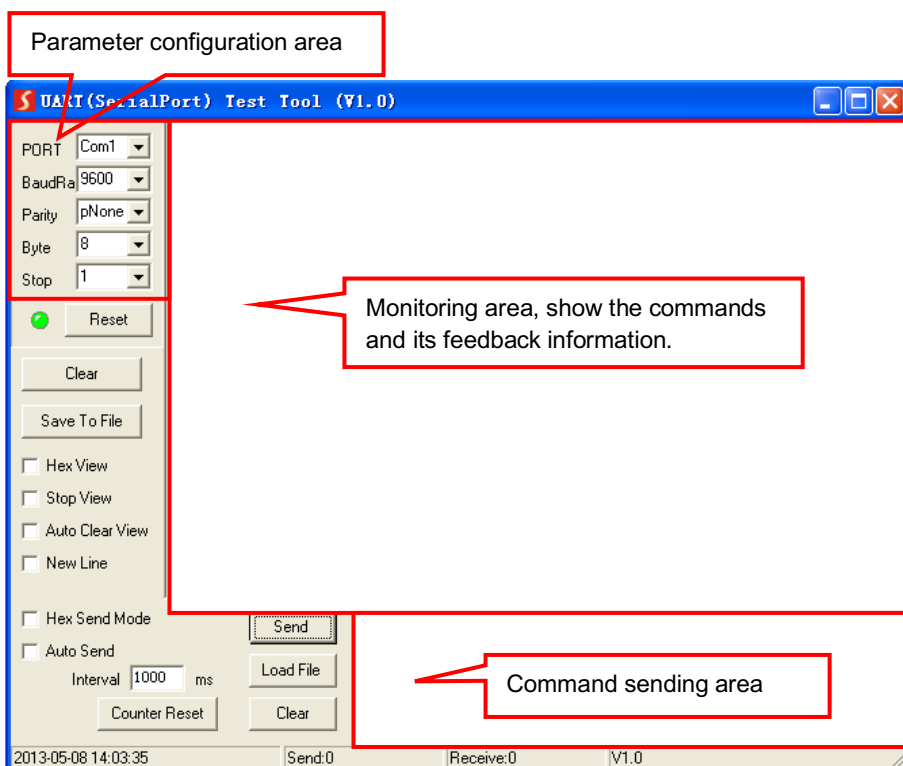 Parameter configuration area
UART(SerialPort) Test Tool (V1.0)
PORT Com1
BaudRa 9600
Parity pNone
Byte 8
Stop 1
Reset
Monitoring area, show the commands
and its feedback information.
Clear
Save To File
Hex View
Stop View
Auto Clear View
New Line
Hex Send Mode
Send
Auto Send
Load File
Interval 1000 ms
Command sending area
Counter Reset
Clear
2013-05-08 14:03:35 Send:0 Receive:0 V1.0